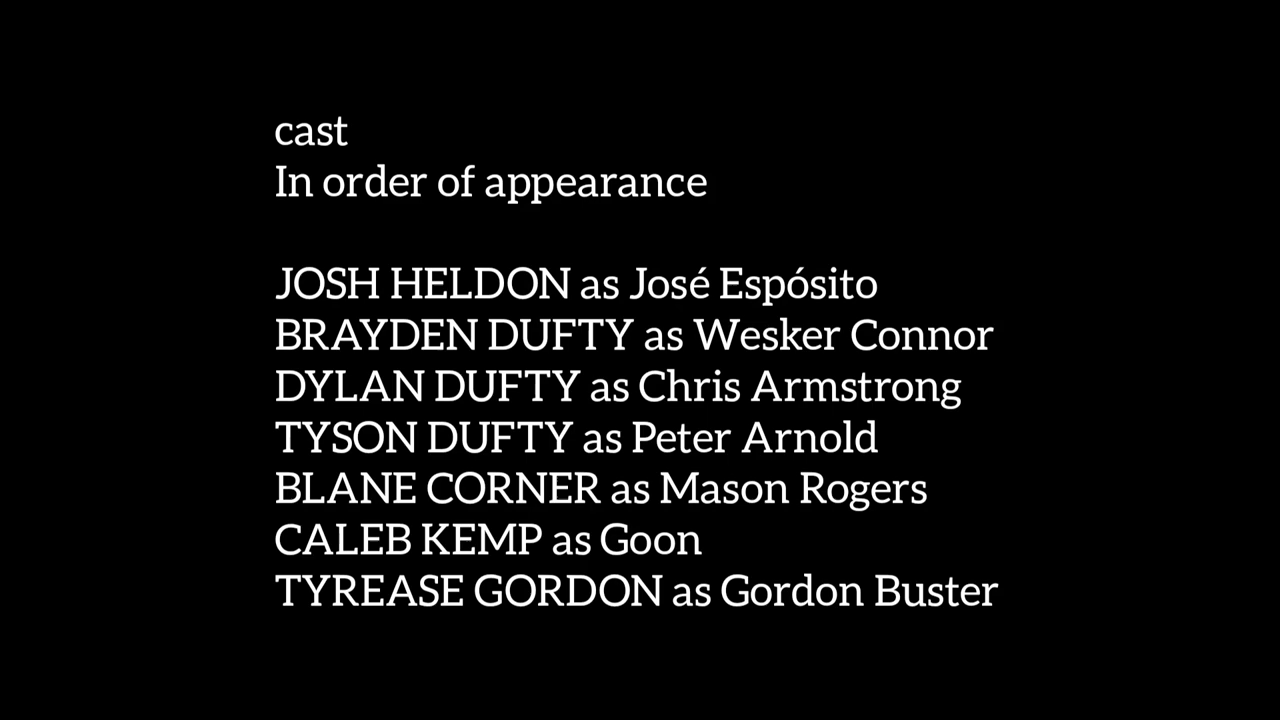 cast
In order of appearance
JOSH HELDON as José Espósito
BRAYDEN DUFTY as Wesker Connor
DYLAN DUFTY as Chris Armstrong
TYSON DUFTY as Peter Arnold
BLANE CORNER as Mason Rogers
CALEB KEMP as Goon
TYREASE GORDON as Gordon Buster